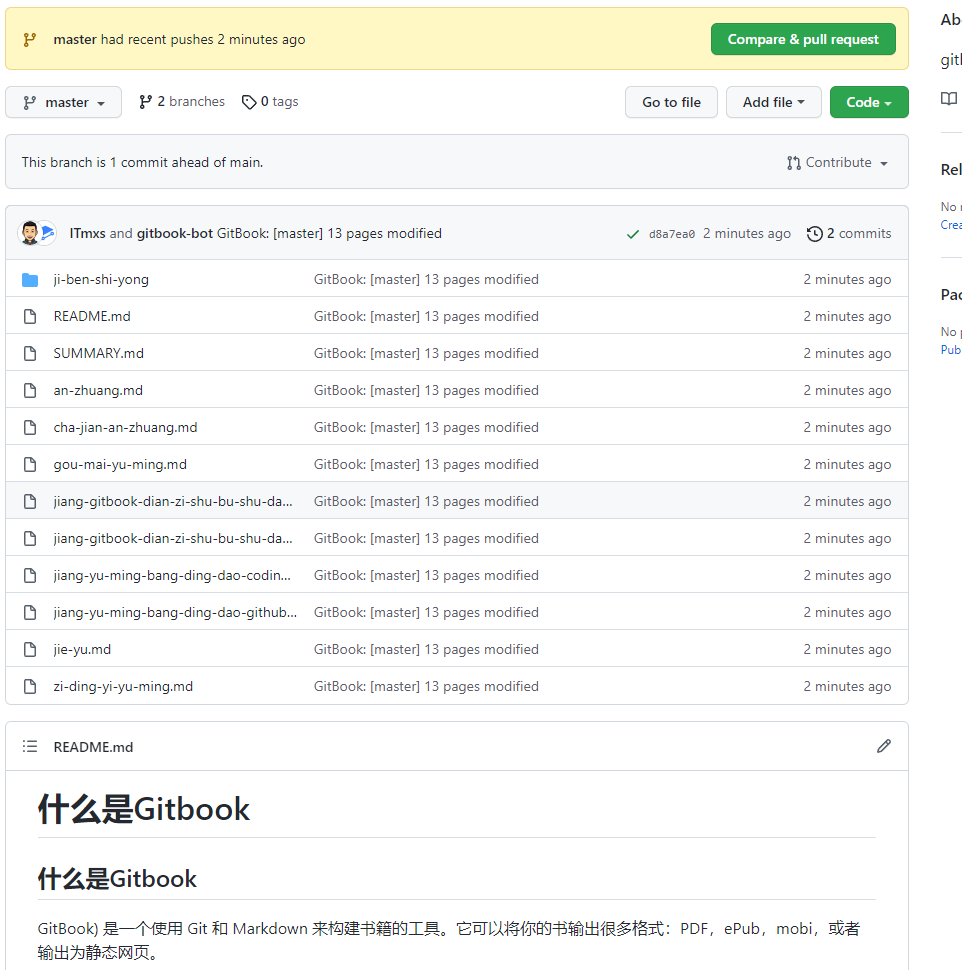 master had recent pushes 2 minutes ago Compare & pull request
master 2 branches 0 tags Go to file Add file Code
This branch is 1 commit ahead of main. Contribute
ITmxs and gitbook-bot GitBook: [master] 13 pages modified d8a7ea0 2 minutes ago 2 commits
ji-ben-shi-yong GitBook: [master] 13 pages modified 2 minutes ago
README.md GitBook: [master] 13 pages modified 2 minutes ago
SUMMARY.md GitBook: [master] 13 pages modified 2 minutes ago
an-zhuang.md GitBook: [master] 13 pages modified 2 minutes ago
cha-jian-an-zhuang.md GitBook: [master] 13 pages modified 2 minutes ago
gou-mai-yu-ming.md GitBook: [master] 13 pages modified 2 minutes ago
jiang-gitbook-dian-zi-shu-bu-shu-da... GitBook: [master] 13 pages modified 2 minutes ago
jiang-gitbook-dian-zi-shu-bu-shu-da... GitBook: [master] 13 pages modified 2 minutes ago
jiang-yu-ming-bang-ding-dao-codin... GitBook: [master] 13 pages modified 2 minutes ago
jiang-yu-ming-bang-ding-dao-github... GitBook: [master] 13 pages modified 2 minutes ago
jie-yu.md GitBook: [master] 13 pages modified 2 minutes ago
zi-ding-yi-yu-ming.md GitBook: [master] 13 pages modified 2 minutes ago
README.md
什么是Gitbook
什么是Gitbook
GitBook) 是一个使用 Git 和 Markdown 来构建书籍的工具。它可以将你的书输出很多格式：PDF，ePub，mobi，或者
输出为静态网页。
No
No